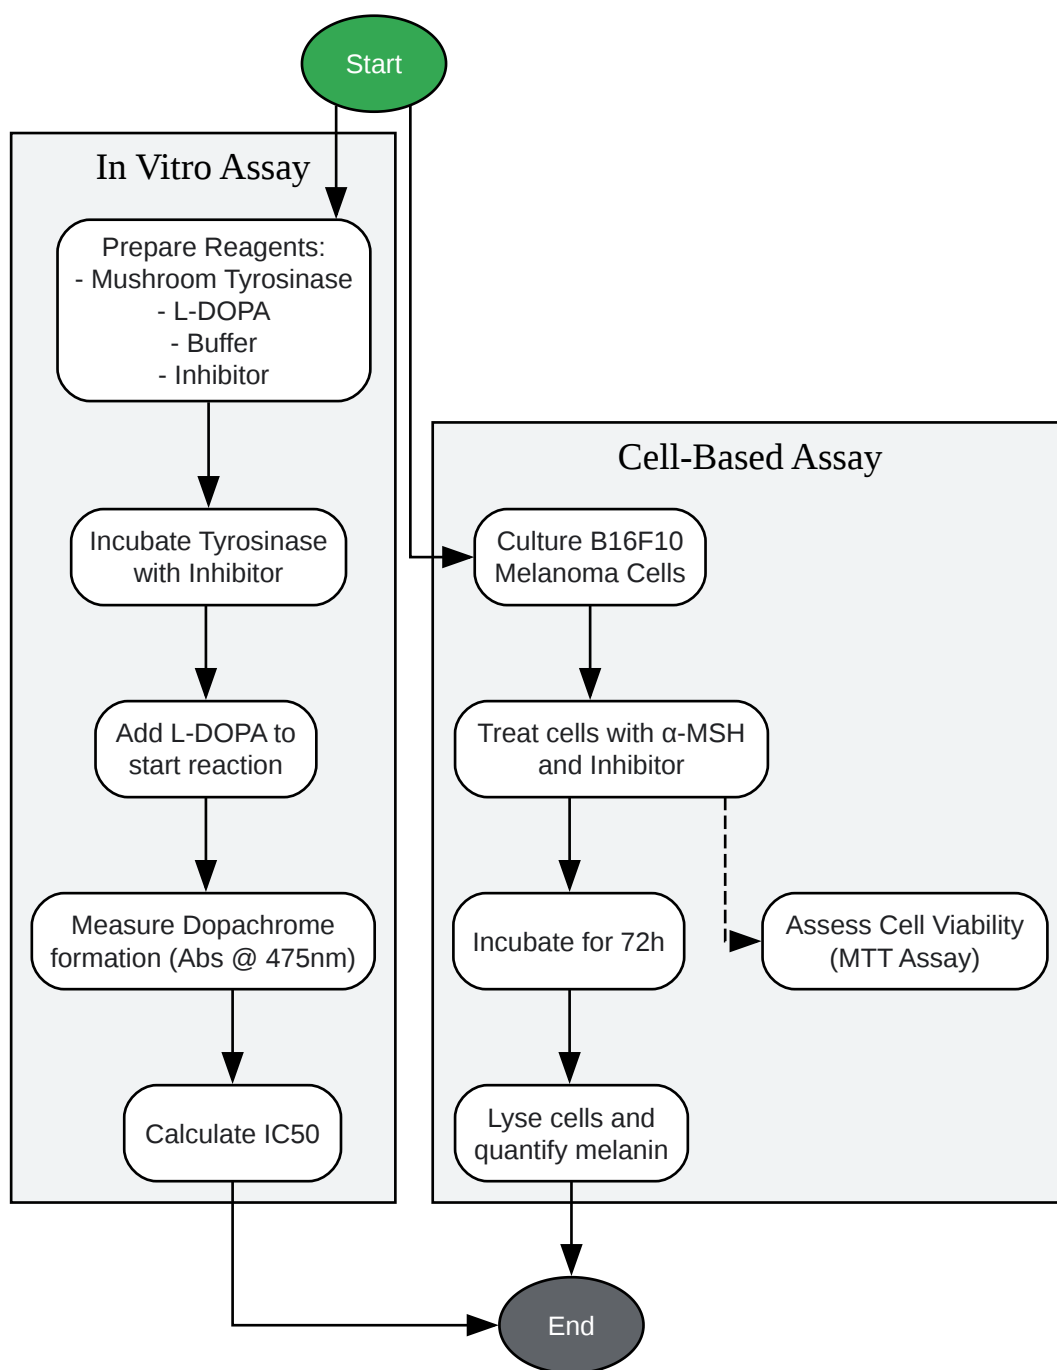 Start
In Vitro Assay
Prepare Reagents:
- Mushroom Tyrosinase
- L-DOPA
- Buffer
- Inhibitor
Incubate Tyrosinase
with Inhibitor
Add L-DOPA to
start reaction
Measure Dopachrome
formation (Abs @ 475nm)
Calculate IC50
Cell-Based Assay
Culture B16F10
Melanoma Cells
Treat cells with α-MSH
and Inhibitor
Incubate for 72h
Assess Cell Viability
(MTT Assay)
Lyse cells and
quantify melanin
End